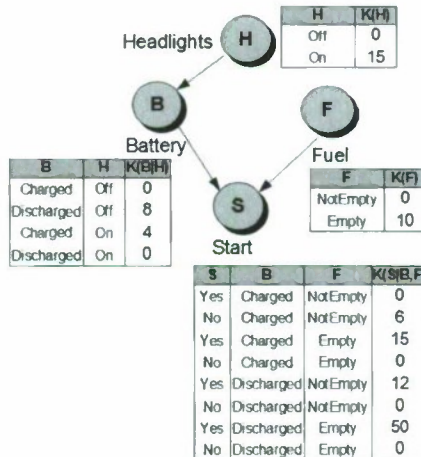 H K(H)
Off 0
On 15
Headlights H
B
Battery
F
Fuel
B H K(B|H)
Charged Off 0
Discharged Off 8
Charged On 4
Discharged On 0
F K(F)
NotEmpty 0
Empty 10
S
Start
S B F K(S|B,F
Yes Charged NotEmpty 0
No Charged NotEmpty 6
Yes Charged Empty 15
No Charged Empty 0
Yes Discharged NotEmpty 12
No Discharged NotEmpty 0
Yes Discharged Empty 50
No Discharged Empty 0